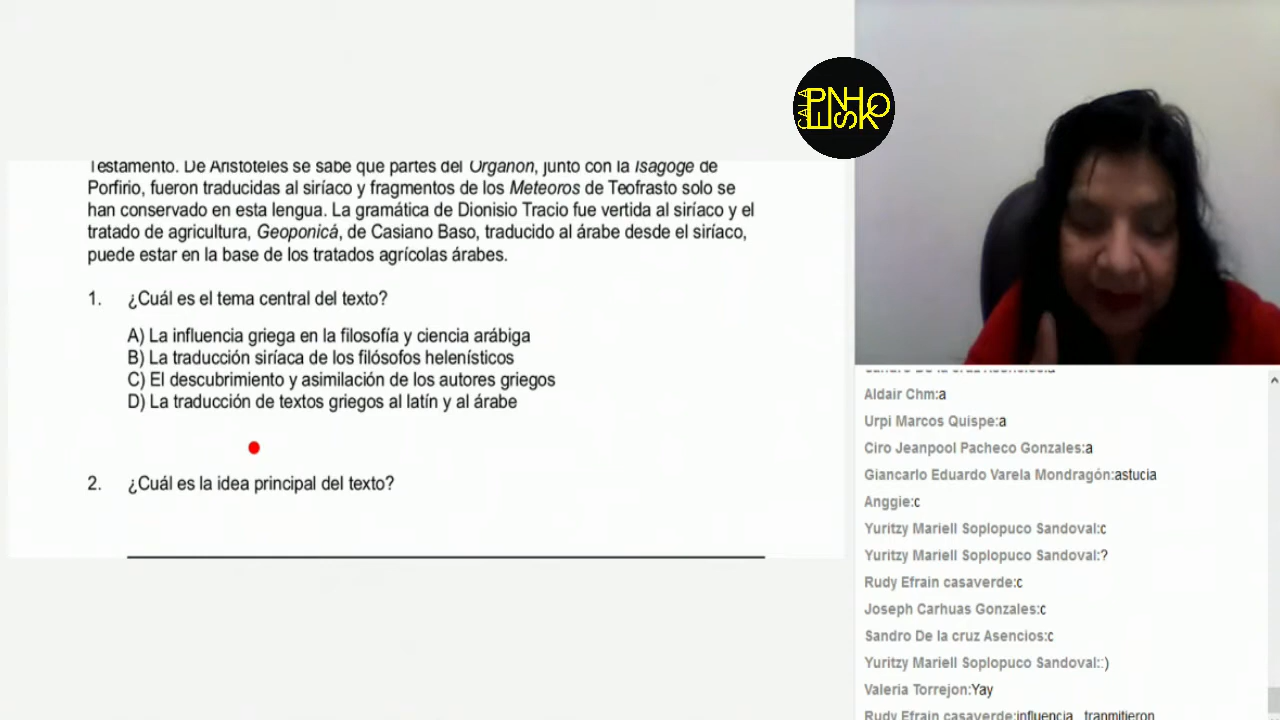 Testamento. De Aristóteles se sabe que partes del Órganon, junto con la Isagoge de
Porfirio, fueron traducidas al siríaco y fragmentos de los Meteoros de Teofrasto solo se
han conservado en esta lengua. La gramática de Dionisio Tracio fue vertida al siríaco y el
tratado de agricultura, Geoponicá, de Casiano Baso, traducido al árabe desde el siríaco,
puede estar en la base de los tratados agrícolas árabes.
1. ¿Cuál es el tema central del texto?
A) La influencia griega en la filosofía y ciencia arábiga
B) La traducción siríaca de los filósofos helenísticos
C) El descubrimiento y asimilación de los autores griegos
D) La traducción de textos griegos al latín y al árabe
2. ¿Cuál es la idea principal del texto?
Aldair Chm:a
Urpi Marcos Quispe:a
Ciro Jeanpool Pacheco Gonzales:a
Giancarlo Eduardo Varela Mondragón:astucia
Anggie:c
Yuritzy Mariell Soplopuco Sandoval:c
Yuritzy Mariell Soplopuco Sandoval:?
Rudy Efrain casaverde:c
Joseph Carhuas Gonzales:c
Sandro De la cruz Asencios:c
Yuritzy Mariell Soplopuco Sandoval::)
Valeria Torrejon:Yay
Rudy Efrain casaverde:influencia tranmitieron